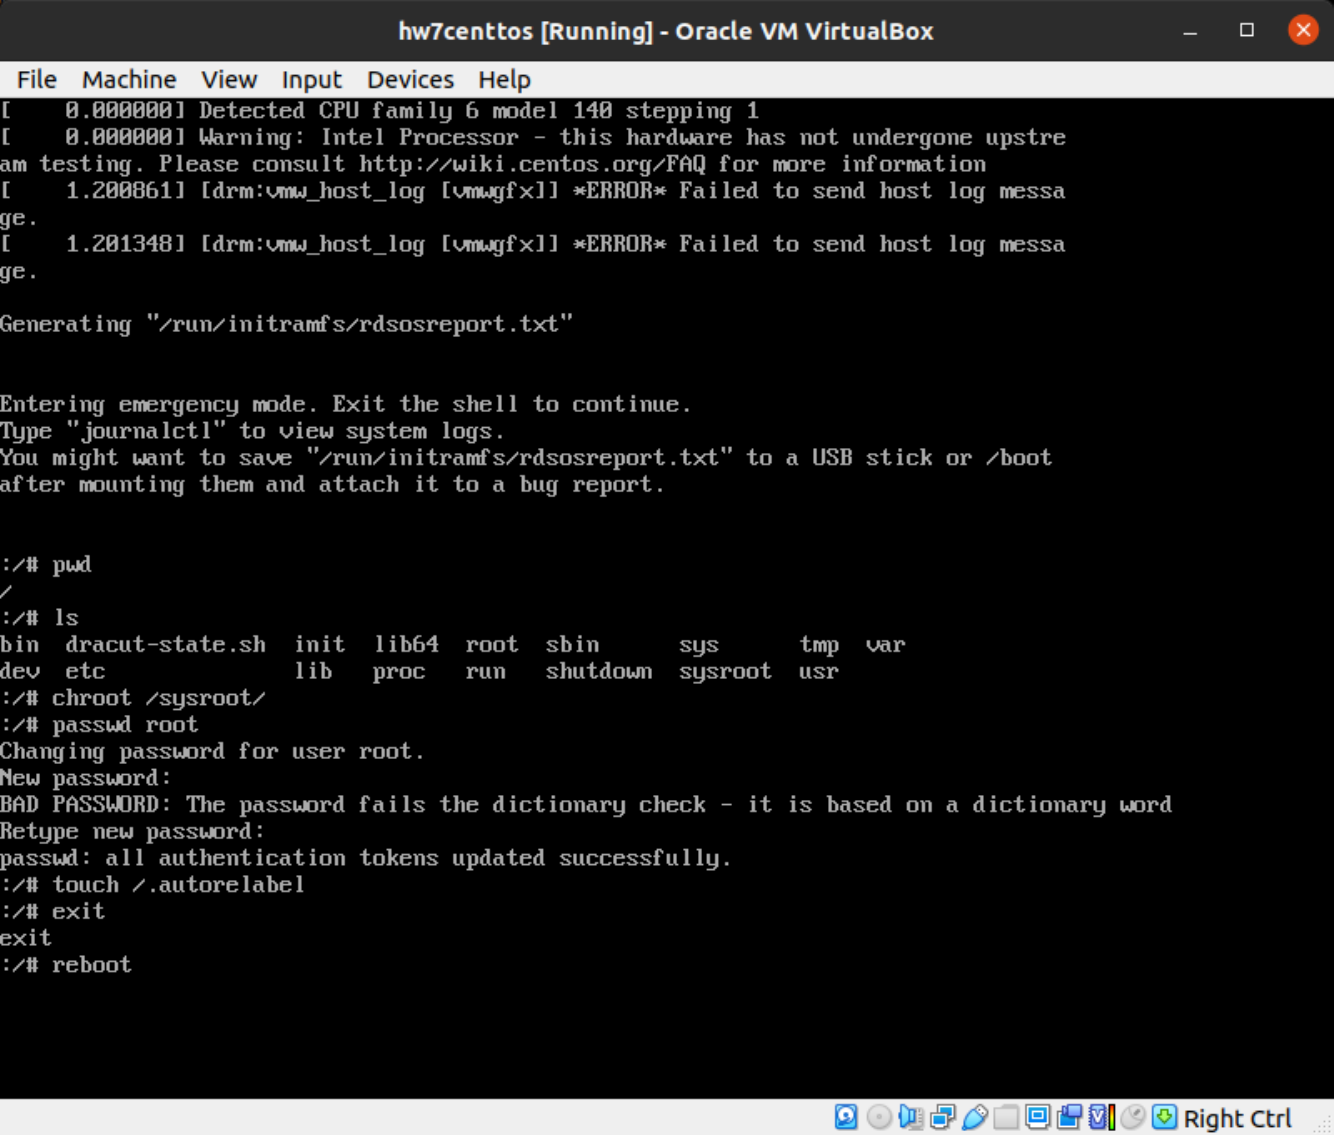 hw7centtos [Running] - Oracle VM VirtualBox
File Machine View Input Devices Help
[    0.000000] Detected CPU family 6 model 140 stepping 1
[    0.000000] Warning: Intel Processor - this hardware has not undergone upstre
am testing. Please consult http://wiki.centos.org/FAQ for more information
[    1.200861] [drm:vmw_host_log [vmwgfx]] *ERROR* Failed to send host log messa
ge.
[    1.201348] [drm:vmw_host_log [vmwgfx]] *ERROR* Failed to send host log messa
ge.
Generating "/run/initramfs/rdsosreport.txt"
Entering emergency mode. Exit the shell to continue.
Type "journalctl" to view system logs.
You might want to save "/run/initramfs/rdsosreport.txt" to a USB stick or /boot
after mounting them and attach it to a bug report.
:/# pwd
/
:/# ls
bin  dracut-state.sh  init  lib64  root  sbin      sys      tmp  var
dev  etc              lib   proc   run   shutdown  sysroot  usr
:/# chroot /sysroot/
:/# passwd root
Changing password for user root.
New password:
BAD PASSWORD: The password fails the dictionary check - it is based on a dictionary word
Retype new password:
passwd: all authentication tokens updated successfully.
:/# touch /.autorelabel
:/# exit
exit
:/# reboot
Right Ctrl